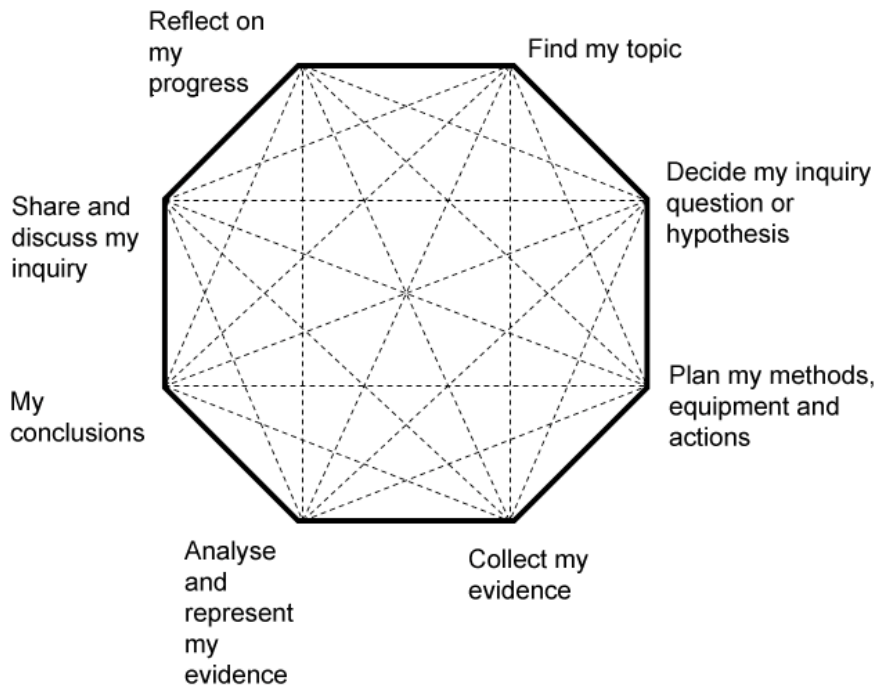 Reflect on
my
progress
Find my topic
Decide my inquiry
question or
hypothesis
Share and
discuss my
inquiry
Plan my methods,
equipment and
actions
My
conclusions
Collect my
evidence
Analyse
and
represent
my
evidence